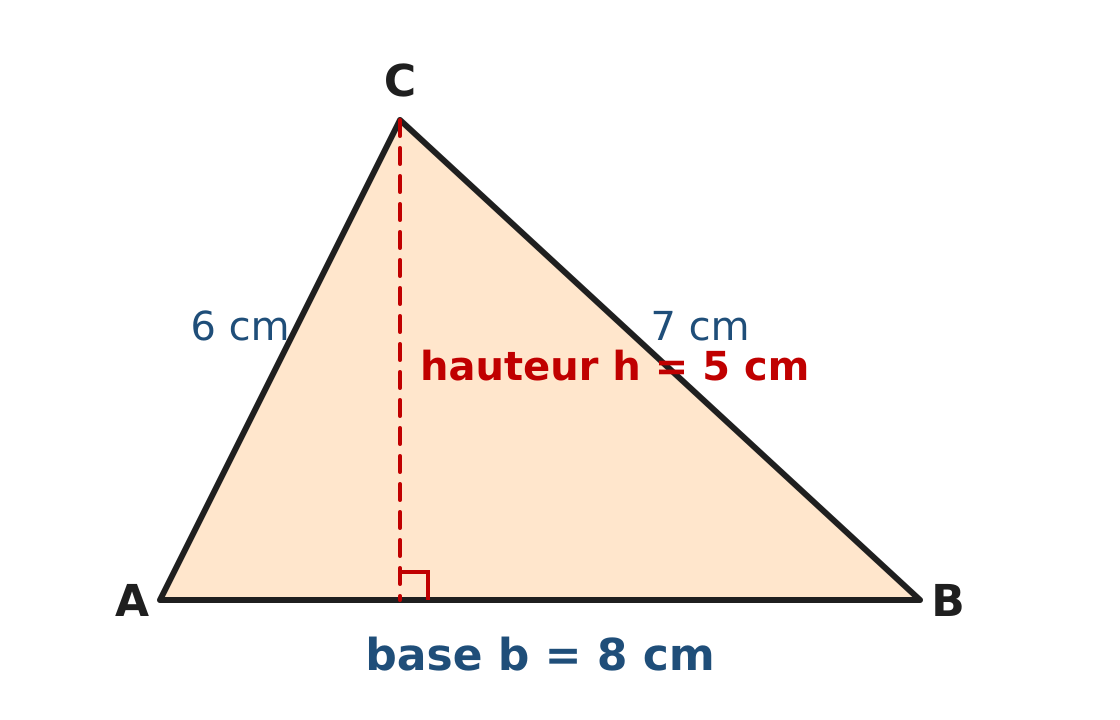 C
6 cm
7 cm
hauteur h = 5 cm
A
B
base b = 8 cm